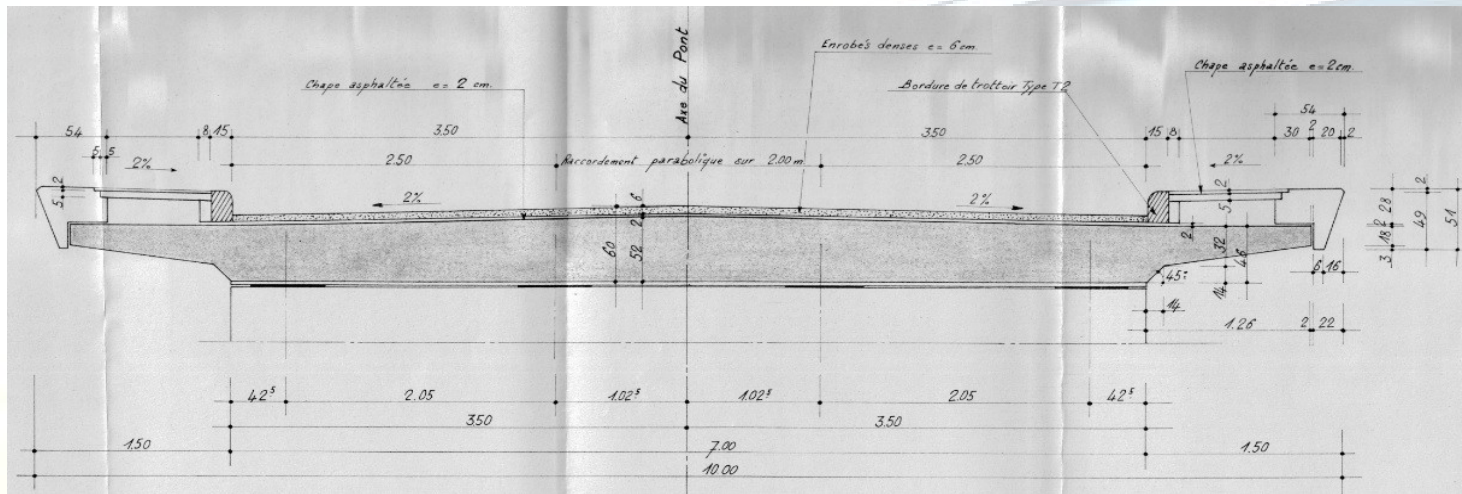 Axe du Pont
Enrobés denses e= 6 cm.
Chape asphaltée e=2cm.
Chape asphaltée e= 2 cm.
Bordure de trottoir Type T2
54
54 8 15 3.50 3.50 15 8 30 2 20 2
5 5
2% 2.50 Raccordement parabolique sur 2.00 m. 2.50 2%
2 5 2% 6 2% 2 5 2
28 49 51
2 18 3
60 2 52 2 32 46
45° 6 16
14 14
1.26 2 22
42⁵ 2.05 1.02⁵ 1.02⁵ 2.05 42⁵
3.50 3.50
1.50 7.00 1.50
10.00